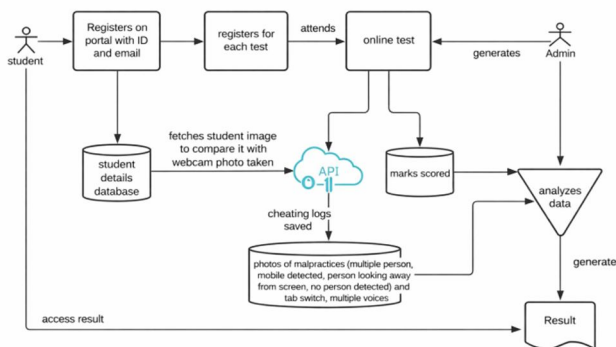 Registers on
portal with ID
and email
registers for
each test
attends
online test
generates
student
Admin
fetches student image
to compare it with
webcam photo taken
student
details
database
API
marks scored
analyzes
data
cheating logs
saved
photos of malpractices (multiple person,
mobile detected, person looking away
from screen, no person detected) and
tab switch, multiple voices
generate
access result
Result